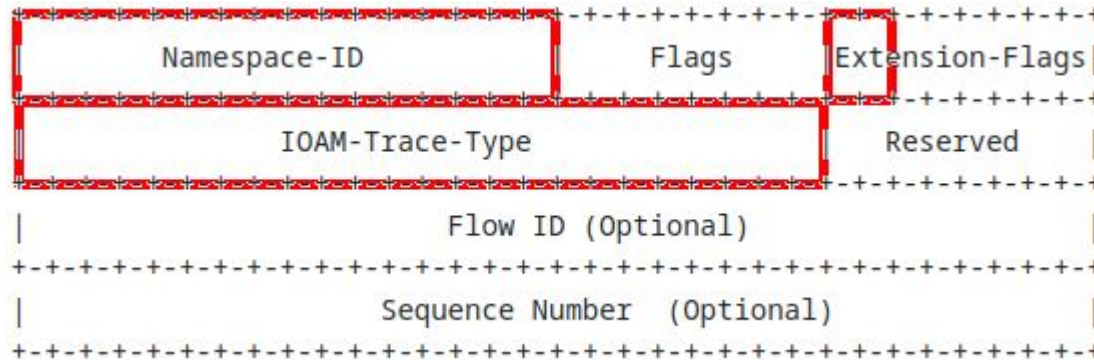 Namespace-ID | Flags |Extension-Flags|
IOAM-Trace-Type | Reserved |
| Flow ID (Optional) |
+-+-+-+-+-+-+-+-+-+-+-+-+-+-+-+-+-+-+-+-+-+-+-+-+-+-+-+-+-+-+-+-+
| Sequence Number (Optional) |
+-+-+-+-+-+-+-+-+-+-+-+-+-+-+-+-+-+-+-+-+-+-+-+-+-+-+-+-+-+-+-+-+